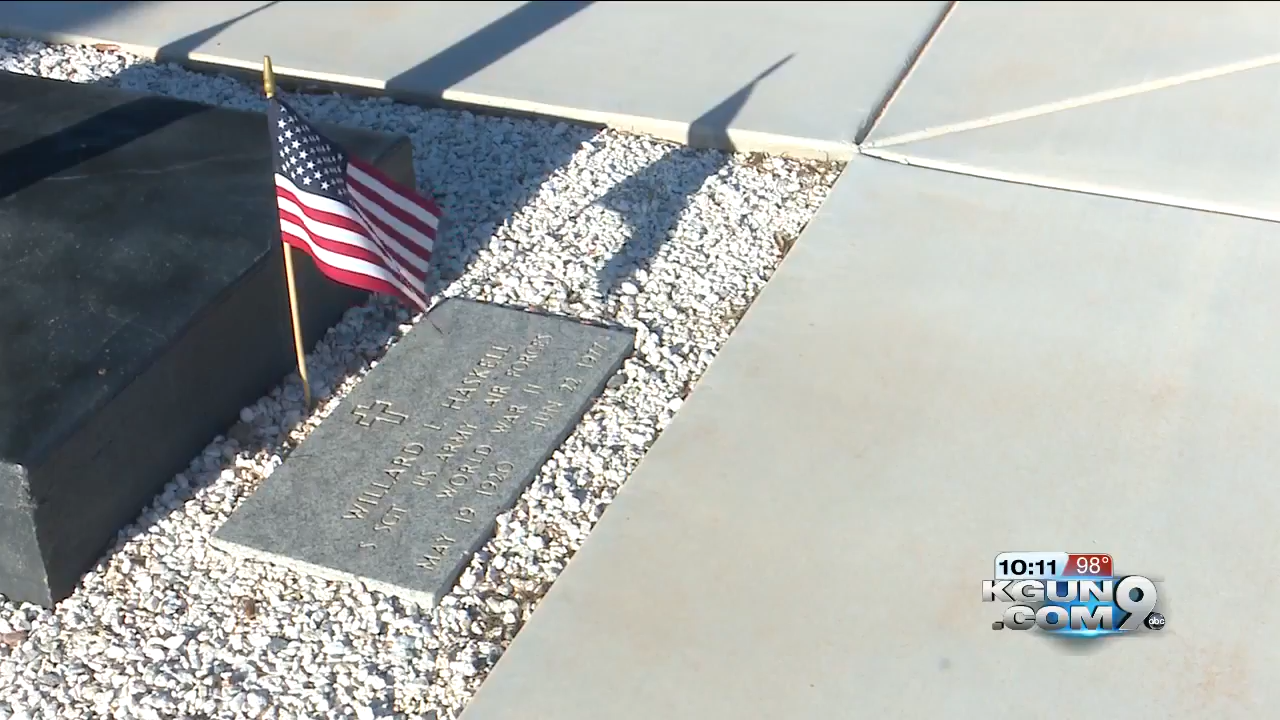 WILLARD L HASKELL
S SGT US ARMY AIR FORCES
WORLD WAR II
MAY 19 1920 JUN 22 1977
10:11 98°
KGUN9
.COM
abc